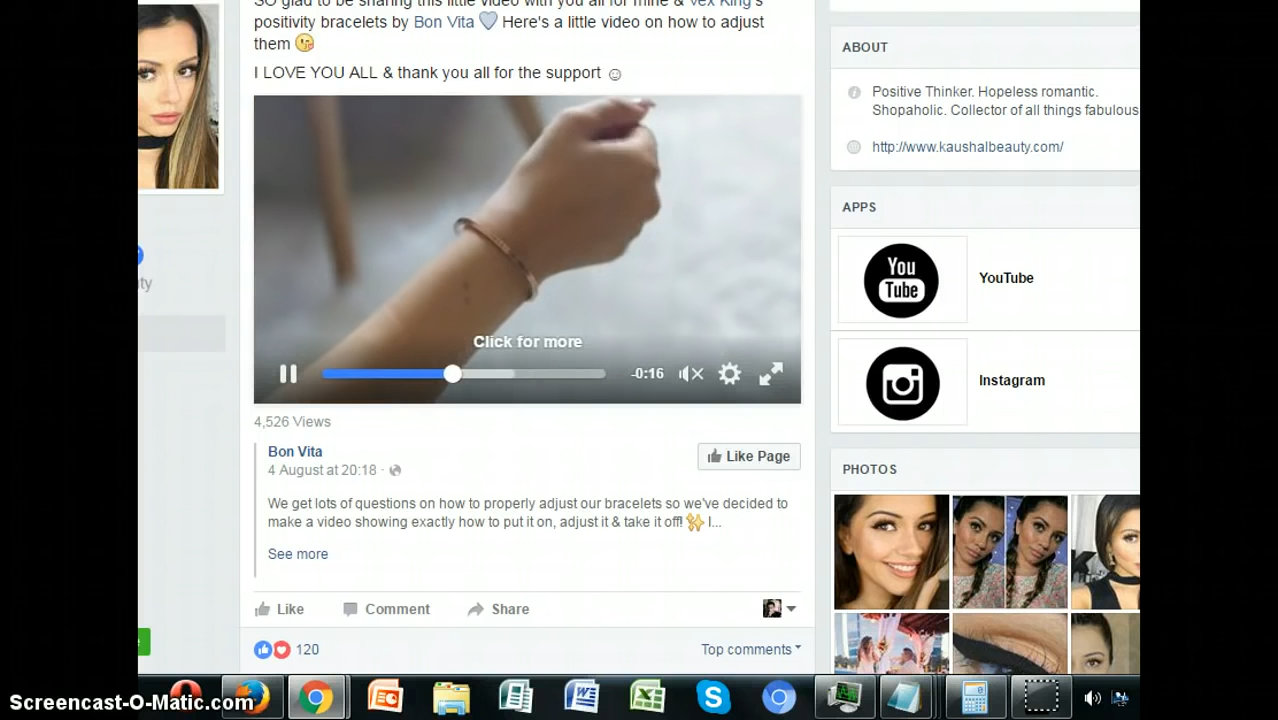 SO glad to be sharing this little video with you all for mine & Vex King's
positivity bracelets by Bon Vita 💙 Here's a little video on how to adjust
them 😘
I LOVE YOU ALL & thank you all for the support ☺
Click for more
-0:16
4,526 Views
Bon Vita
4 August at 20:18 ·
Like Page
We get lots of questions on how to properly adjust our bracelets so we've decided to
make a video showing exactly how to put it on, adjust it & take it off! ✨ I...
See more
Like Comment Share
120
Top comments
ty
ABOUT
Positive Thinker. Hopeless romantic.
Shopaholic. Collector of all things fabulous
http://www.kaushalbeauty.com/
APPS
You
Tube
YouTube
Instagram
PHOTOS
Screencast-O-Matic.com